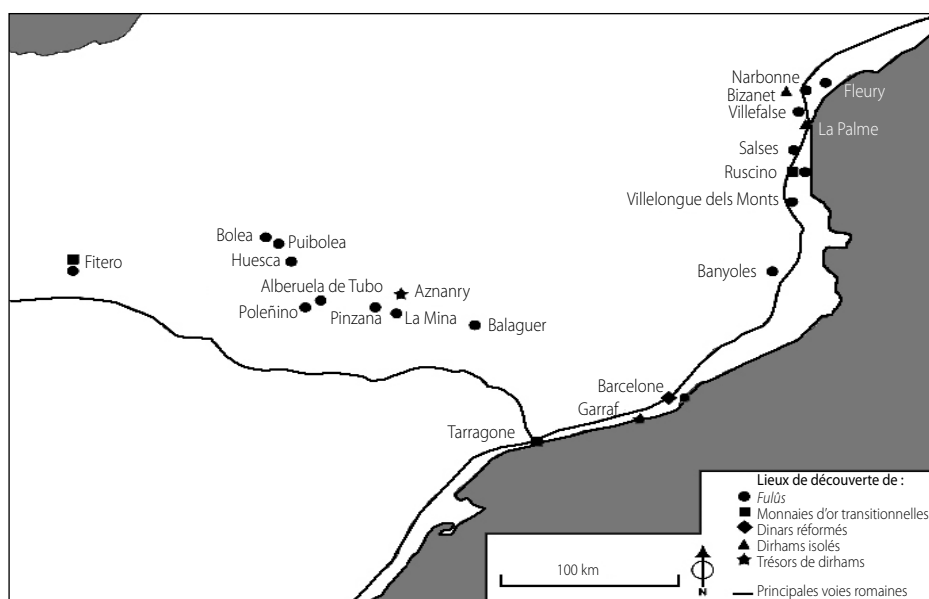 Narbonne
Bizanet
Fleury
Villefalse
La Palme
Salses
Ruscino
Villelongue dels Monts
Bolea
Puibolea
Fitero
Huesca
Banyoles
Alberuela de Tubo
Aznanry
Poleñino
Pinzana
La Mina
Balaguer
Barcelone
Garraf
Tarragone
Lieux de découverte de :
Fulûs
Monnaies d'or transitionnelles
Dinars réformés
Dirhams isolés
Trésors de dirhams
Principales voies romaines
100 km
N